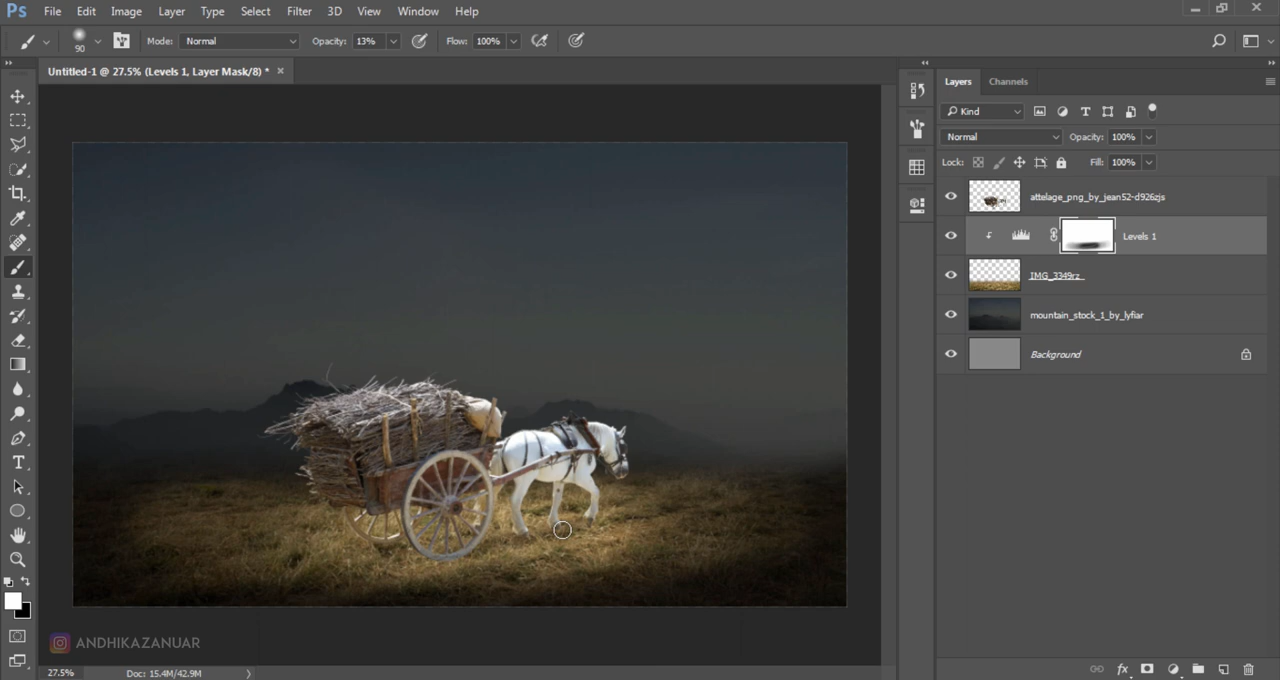 Ps File Edit Image Layer Type Select Filter 3D View Window Help
90 Mode: Normal Opacity: 13% Flow: 100%
Untitled-1 @ 27.5% (Levels 1, Layer Mask/8) * ×
Layers Channels
Kind
Normal Opacity: 100%
Lock: Fill: 100%
attelage_png_by_jean52-d926zjs
Levels 1
IMG_3349rz
mountain_stock_1_by_lyfiar
Background
ANDHIKAZANUAR
27.5% Doc: 15.4M/42.9M